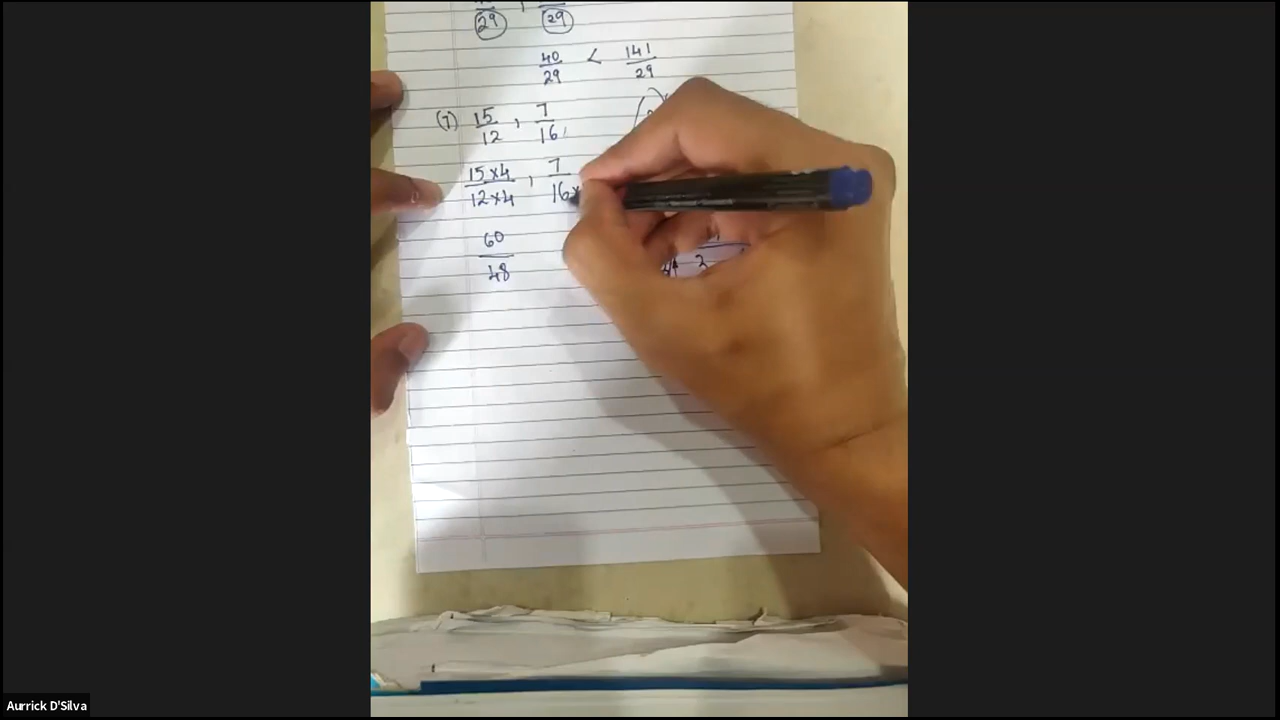 29 , 29
40/29 < 141/29
(7) 15/12 , 7/16
15×4/12×4 , 7/16×
60/48
Aurrick D'Silva